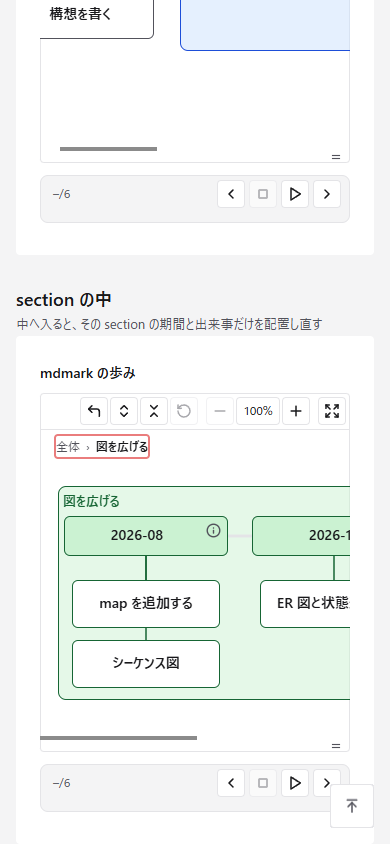 構想を書く
–/6
section の中
中へ入ると、その section の期間と出来事だけを配置し直す
mdmark の歩み
100%
全体 › 図を広げる
図を広げる
2026-08
2026-1
map を追加する
ER 図と状態
シーケンス図
–/6